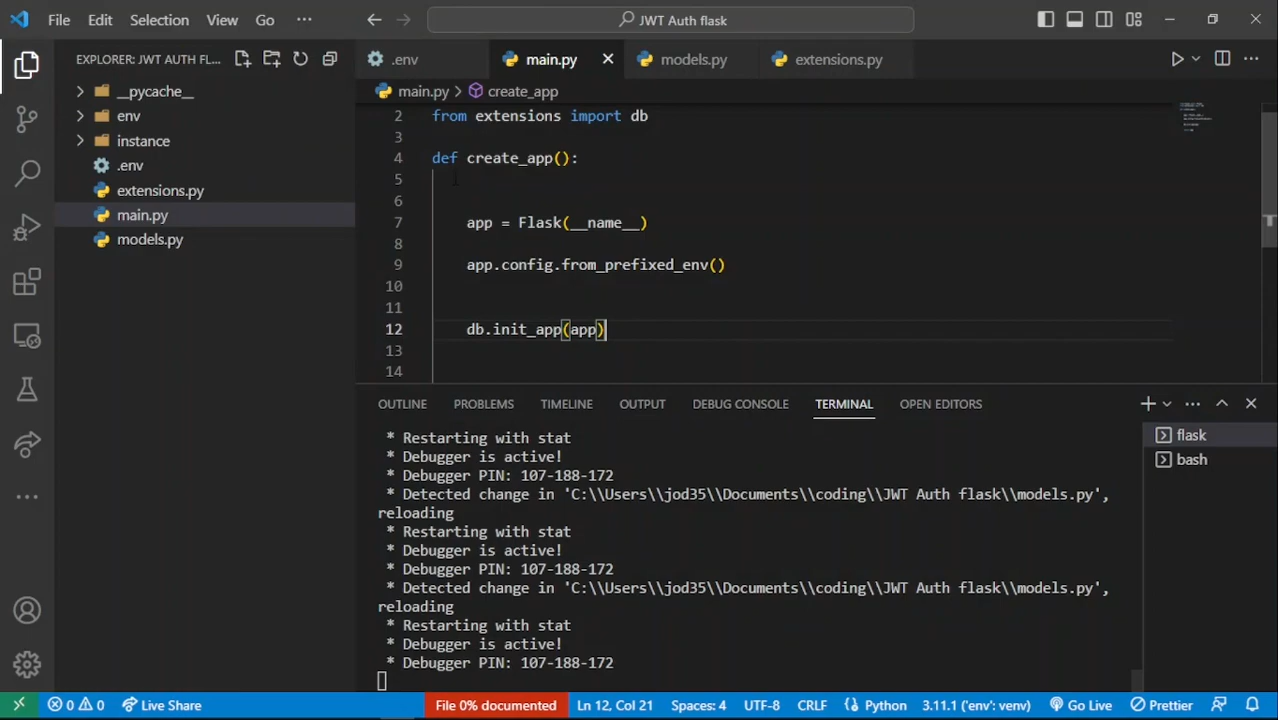 File Edit Selection View Go ··· JWT Auth flask
EXPLORER: JWT AUTH FL...
.env main.py models.py extensions.py
__pycache__
env
instance
.env
extensions.py
main.py
models.py
main.py > create_app
2 from extensions import db
3
4 def create_app():
5
6
7 app = Flask(__name__)
8
9 app.config.from_prefixed_env()
10
11
12 db.init_app(app)
13
14
OUTLINE PROBLEMS TIMELINE OUTPUT DEBUG CONSOLE TERMINAL OPEN EDITORS
* Restarting with stat
* Debugger is active!
* Debugger PIN: 107-188-172
* Detected change in 'C:\\Users\\jod35\\Documents\\coding\\JWT Auth flask\\models.py',
reloading
* Restarting with stat
* Debugger is active!
* Debugger PIN: 107-188-172
* Detected change in 'C:\\Users\\jod35\\Documents\\coding\\JWT Auth flask\\models.py',
reloading
* Restarting with stat
* Debugger is active!
* Debugger PIN: 107-188-172
flask
bash
0 0 Live Share File 0% documented Ln 12, Col 21 Spaces: 4 UTF-8 CRLF Python 3.11.1 ('env': venv) Go Live Prettier